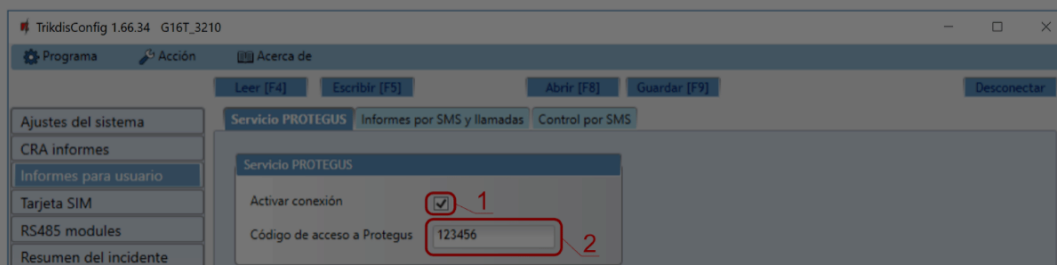 TrikdisConfig 1.66.34 G16T_3210
Programa Acción Acerca de
Leer [F4] Escribir [F5] Abrir [F8] Guardar [F9] Desconectar
Ajustes del sistema
Servicio PROTEGUS Informes por SMS y llamadas Control por SMS
CRA informes
Servicio PROTEGUS
Informes para usuario
Tarjeta SIM
Activar conexión 1
RS485 modules
Código de acceso a Protegus 123456 2
Resumen del incidente